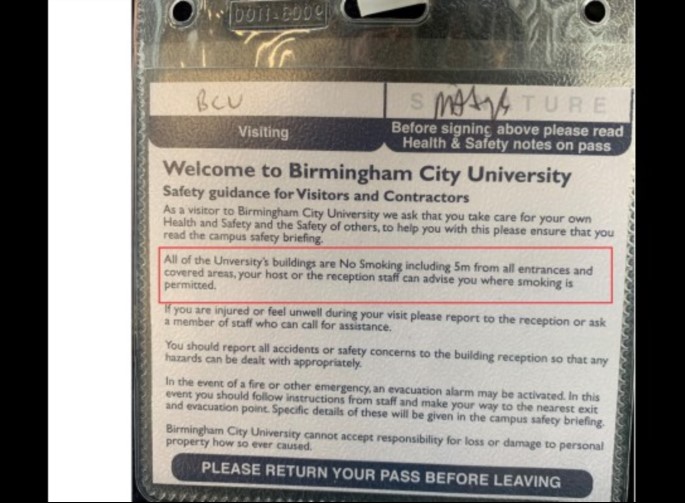 BCU
SIGNATURE
Visiting
Before signing above please read
Health & Safety notes on pass
Welcome to Birmingham City University
Safety guidance for Visitors and Contractors
As a visitor to Birmingham City University we ask that you take care for your own
Health and Safety and the Safety of others, to help you with this please ensure that you
read the campus safety briefing.
All of the Unversity's buildings are No Smoking including 5m from all entrances and
covered areas, your host or the reception staff can advise you where smoking is
permitted.
If you are injured or feel unwell during your visit please report to the reception or ask
a member of staff who can call for assistance.
You should report all accidents or safety concerns to the building reception so that any
hazards can be dealt with appropriately.
In the event of a fire or other emergency, an evacuation alarm may be activated. In this
event you should follow instructions from staff and make your way to the nearest exit
and evacuation point. Specific details of these will be given in the campus safety briefing.
Birmingham City University cannot accept responsibility for loss or damage to personal
property how so ever caused.
PLEASE RETURN YOUR PASS BEFORE LEAVING